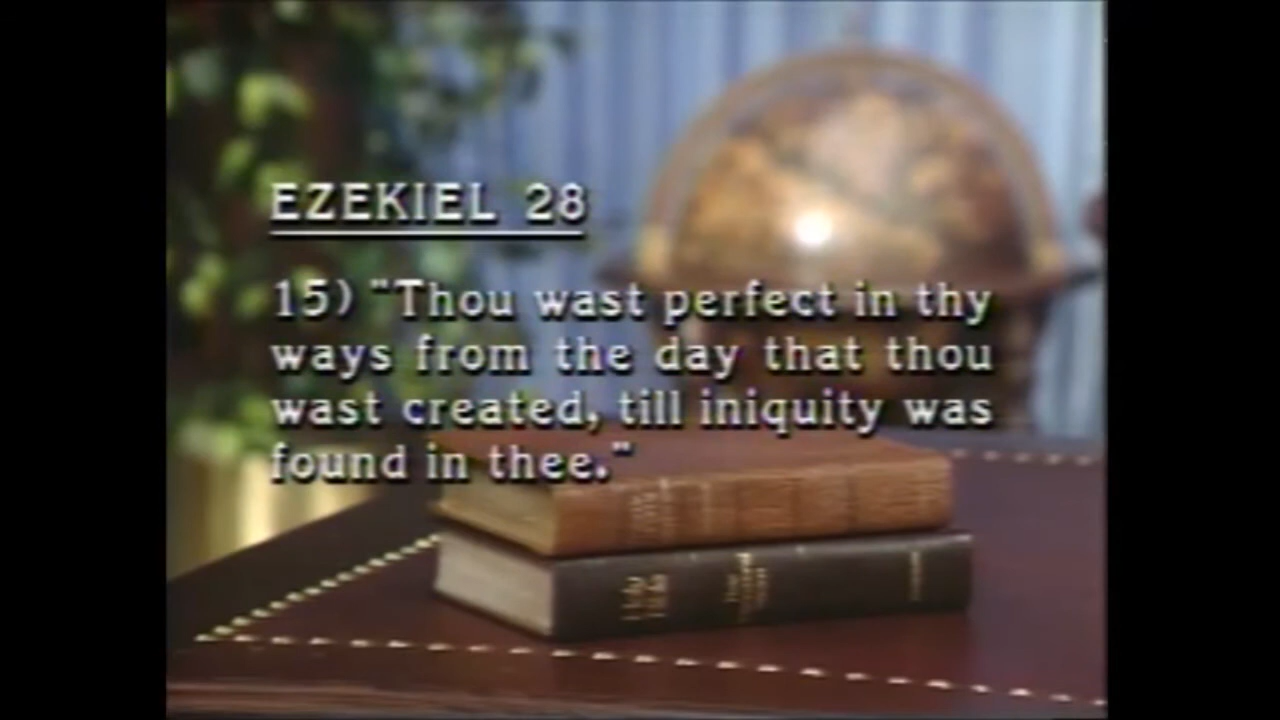 EZEKIEL 28
15) "Thou wast perfect in thy
ways from the day that thou
wast created, till iniquity was
found in thee."